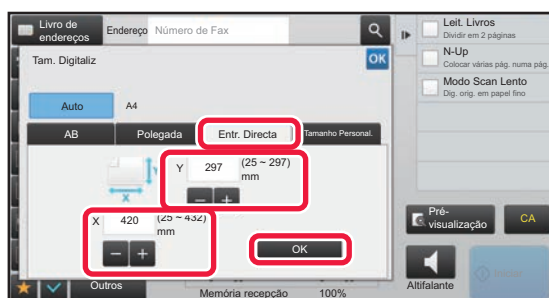 Livro de
endereços
Endereço
Número de Fax
Tam. Digitaliz
OK
Auto
A4
AB
Polegada
Entr. Directa
Tamanho Personal.
Y
Y
297
(25 ~ 297)
mm
X
X
420
(25 ~ 432)
mm
OK
Outros
Memória recepção
100%
Leit. Livros
Dividir em 2 páginas
N-Up
Colocar várias pág. numa pág.
Modo Scan Lento
Dig. orig. em papel fino
Pré-
visualização
CA
Altifalante
Iniciar